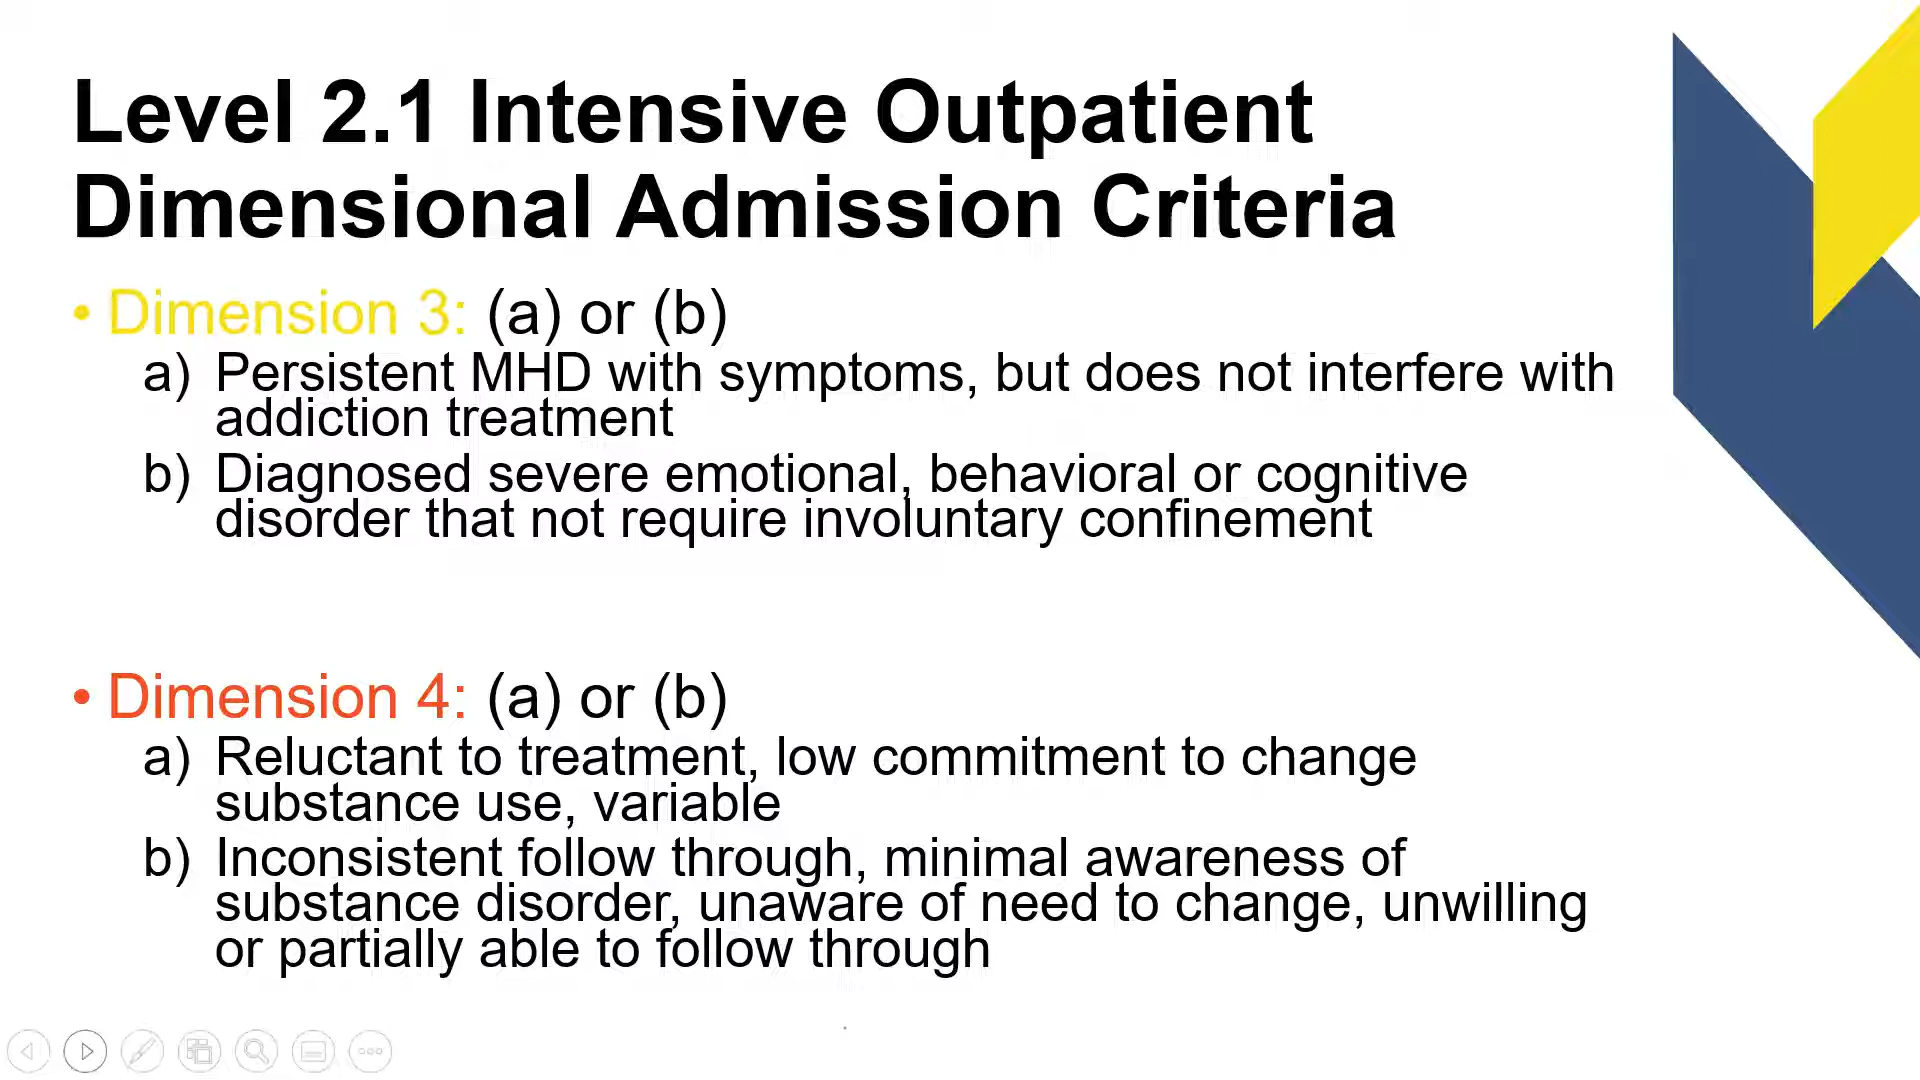 Level 2.1 Intensive Outpatient
Dimensional Admission Criteria
• Dimension 3: (a) or (b)
a) Persistent MHD with symptoms, but does not interfere with
addiction treatment
b) Diagnosed severe emotional, behavioral or cognitive
disorder that not require involuntary confinement
• Dimension 4: (a) or (b)
a) Reluctant to treatment, low commitment to change
substance use, variable
b) Inconsistent follow through, minimal awareness of
substance disorder, unaware of need to change, unwilling
or partially able to follow through